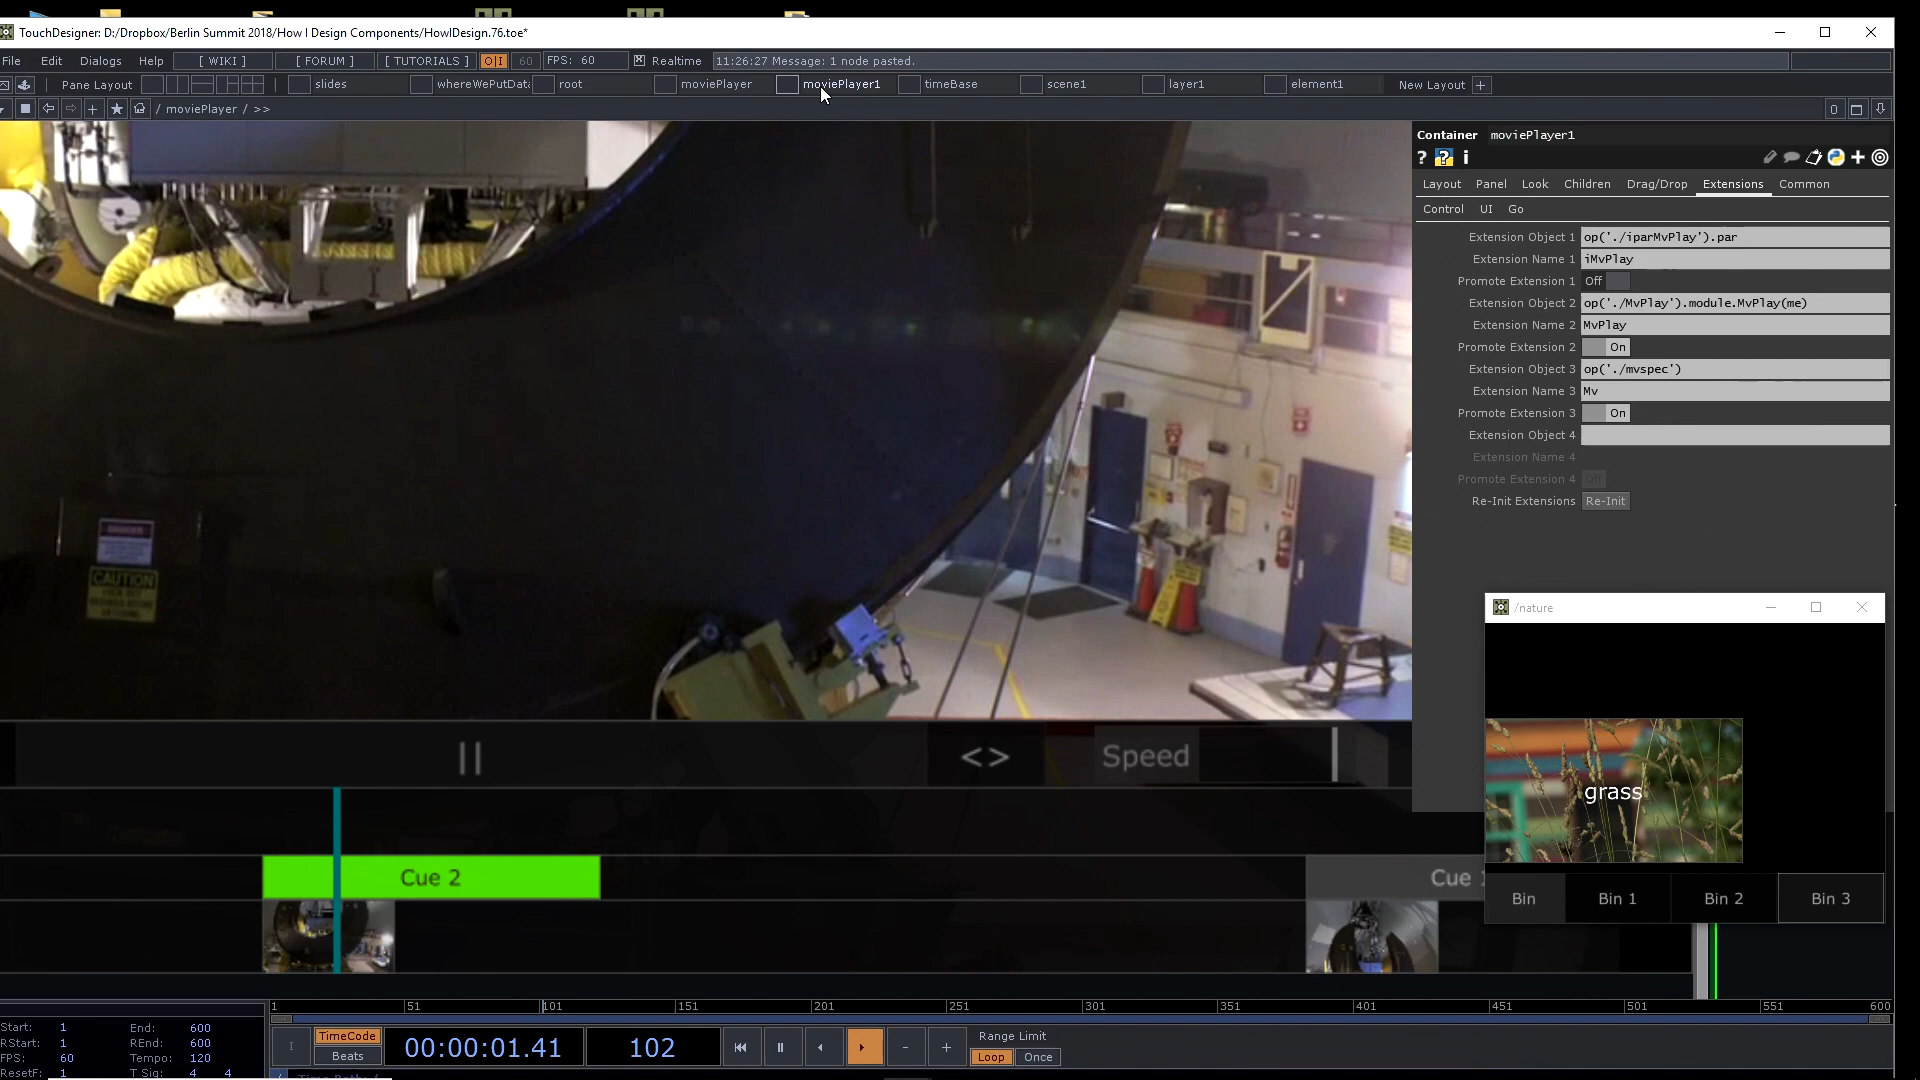 TouchDesigner: D:/Dropbox/Berlin Summit 2018/How I Design Components/HowIDesign.76.toe*
File Edit Dialogs Help [ WIKI ] [ FORUM ] [ TUTORIALS ] O|I 60 FPS: 60 Realtime 11:26:27 Message: 1 node pasted.
Pane Layout slides whereWePutData root moviePlayer moviePlayer1 timeBase scene1 layer1 element1 New Layout +
/ moviePlayer / >> 0
Container moviePlayer1
? ? i
Layout Panel Look Children Drag/Drop Extensions Common
Control UI Go
Extension Object 1 op('./iparMvPlay').par
Extension Name 1 iMvPlay
Promote Extension 1 Off
Extension Object 2 op('./MvPlay').module.MvPlay(me)
Extension Name 2 MvPlay
Promote Extension 2 On
Extension Object 3 op('./mvspec')
Extension Name 3 Mv
Promote Extension 3 On
Extension Object 4
Extension Name 4
Promote Extension 4 Off
Re-Init Extensions Re-Init
CAUTION
/nature
grass
Bin Bin 1 Bin 2 Bin 3
<> Speed
Cue 2 Cue
1 51 101 151 201 251 301 351 401 451 501 551 600
Start: 1 End: 600
RStart: 1 REnd: 600
FPS: 60 Tempo: 120
ResetF: 1 T Sig: 4 4
TimeCode
Beats
00:00:01.41 102
Range Limit
Loop Once